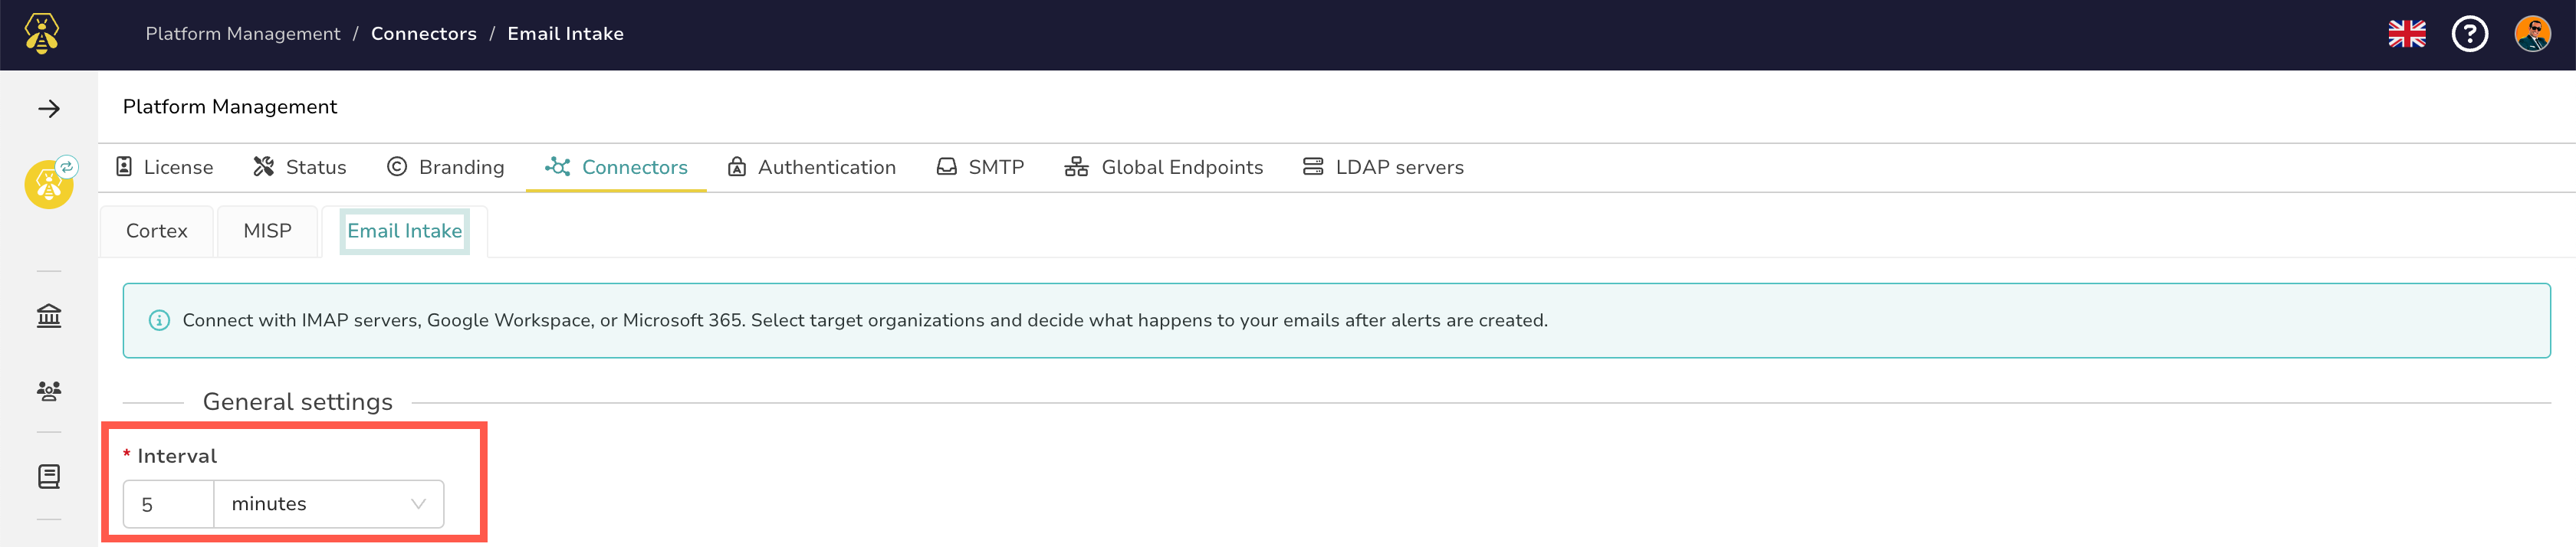 Platform Management / Connectors / Email Intake
Platform Management
License Status Branding Connectors Authentication SMTP Global Endpoints LDAP servers
Cortex MISP Email Intake
Connect with IMAP servers, Google Workspace, or Microsoft 365. Select target organizations and decide what happens to your emails after alerts are created.
General settings
* Interval
5 minutes